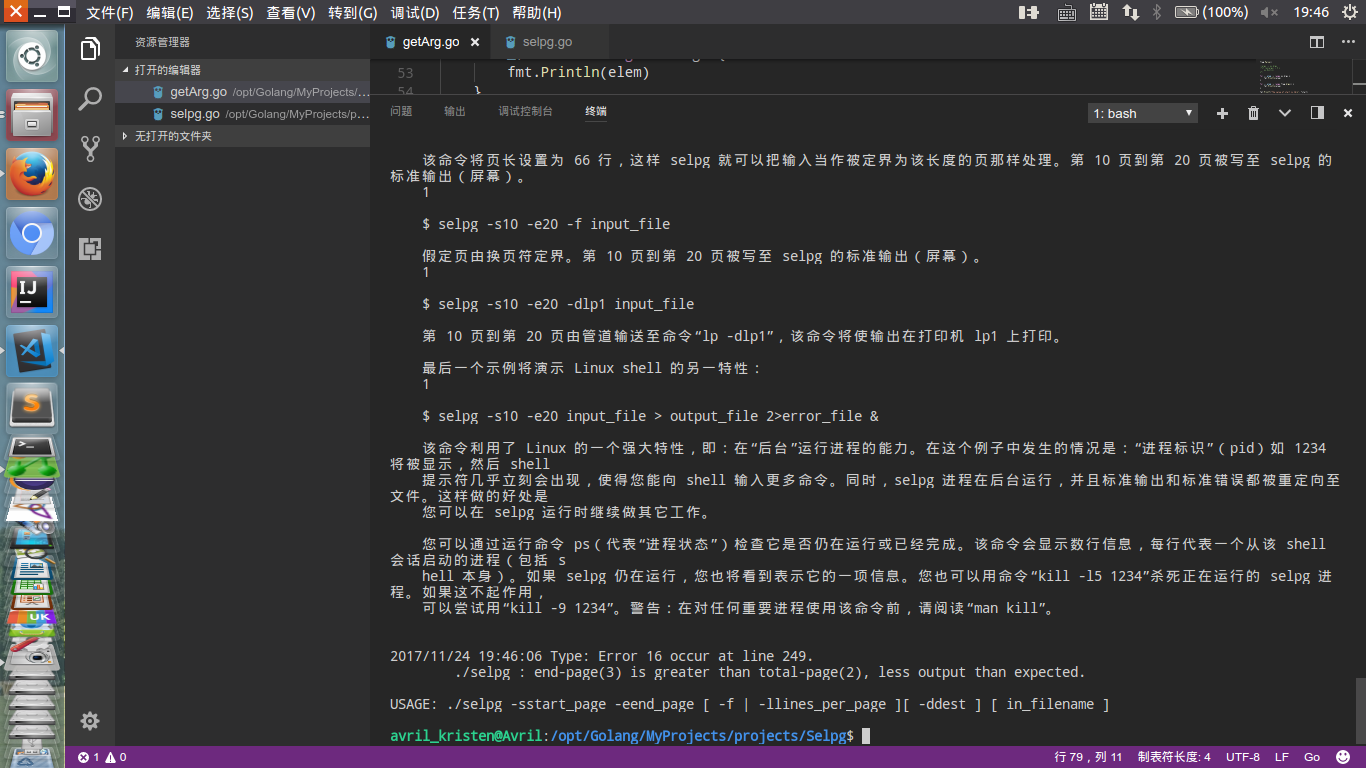 文件(F) 编辑(E) 选择(S) 查看(V) 转到(G) 调试(D) 任务(T) 帮助(H)
(100%) 19:46
资源管理器
getArg.go
selpg.go
打开的编辑器
getArg.go /opt/Golang/MyProjects/...
selpg.go /opt/Golang/MyProjects/p...
无打开的文件夹
53 fmt.Println(elem)
54 }
问题 输出 调试控制台 终端
1: bash
该命令将页长设置为 66 行，这样 selpg 就可以把输入当作被定界为该长度的页那样处理。第 10 页到第 20 页被写至 selpg 的
标准输出（屏幕）。
1
$ selpg -s10 -e20 -f input_file
假定页由换页符定界。第 10 页到第 20 页被写至 selpg 的标准输出（屏幕）。
1
$ selpg -s10 -e20 -dlp1 input_file
第 10 页到第 20 页由管道输送至命令“lp -dlp1”，该命令将使输出在打印机 lp1 上打印。
最后一个示例将演示 Linux shell 的另一特性：
1
$ selpg -s10 -e20 input_file > output_file 2>error_file &
该命令利用了 Linux 的一个强大特性，即：在“后台”运行进程的能力。在这个例子中发生的情况是：“进程标识”（pid）如 1234
将被显示，然后 shell
提示符几乎立刻会出现，使得您能向 shell 输入更多命令。同时，selpg 进程在后台运行，并且标准输出和标准错误都被重定向至
文件。这样做的好处是
您可以在 selpg 运行时继续做其它工作。
您可以通过运行命令 ps（代表“进程状态”）检查它是否仍在运行或已经完成。该命令会显示数行信息，每行代表一个从该 shell
会话启动的进程（包括 s
hell 本身）。如果 selpg 仍在运行，您也将看到表示它的一项信息。您也可以用命令“kill -l5 1234”杀死正在运行的 selpg 进
程。如果这不起作用，
可以尝试用“kill -9 1234”。警告：在对任何重要进程使用该命令前，请阅读“man kill”。
2017/11/24 19:46:06 Type: Error 16 occur at line 249.
./selpg : end-page(3) is greater than total-page(2), less output than expected.
USAGE: ./selpg -sstart_page -eend_page [ -f | -llines_per_page ][ -ddest ] [ in_filename ]
avril_kristen@Avril:/opt/Golang/MyProjects/projects/Selpg$
1 0
行 79，列 11 制表符长度: 4 UTF-8 LF Go